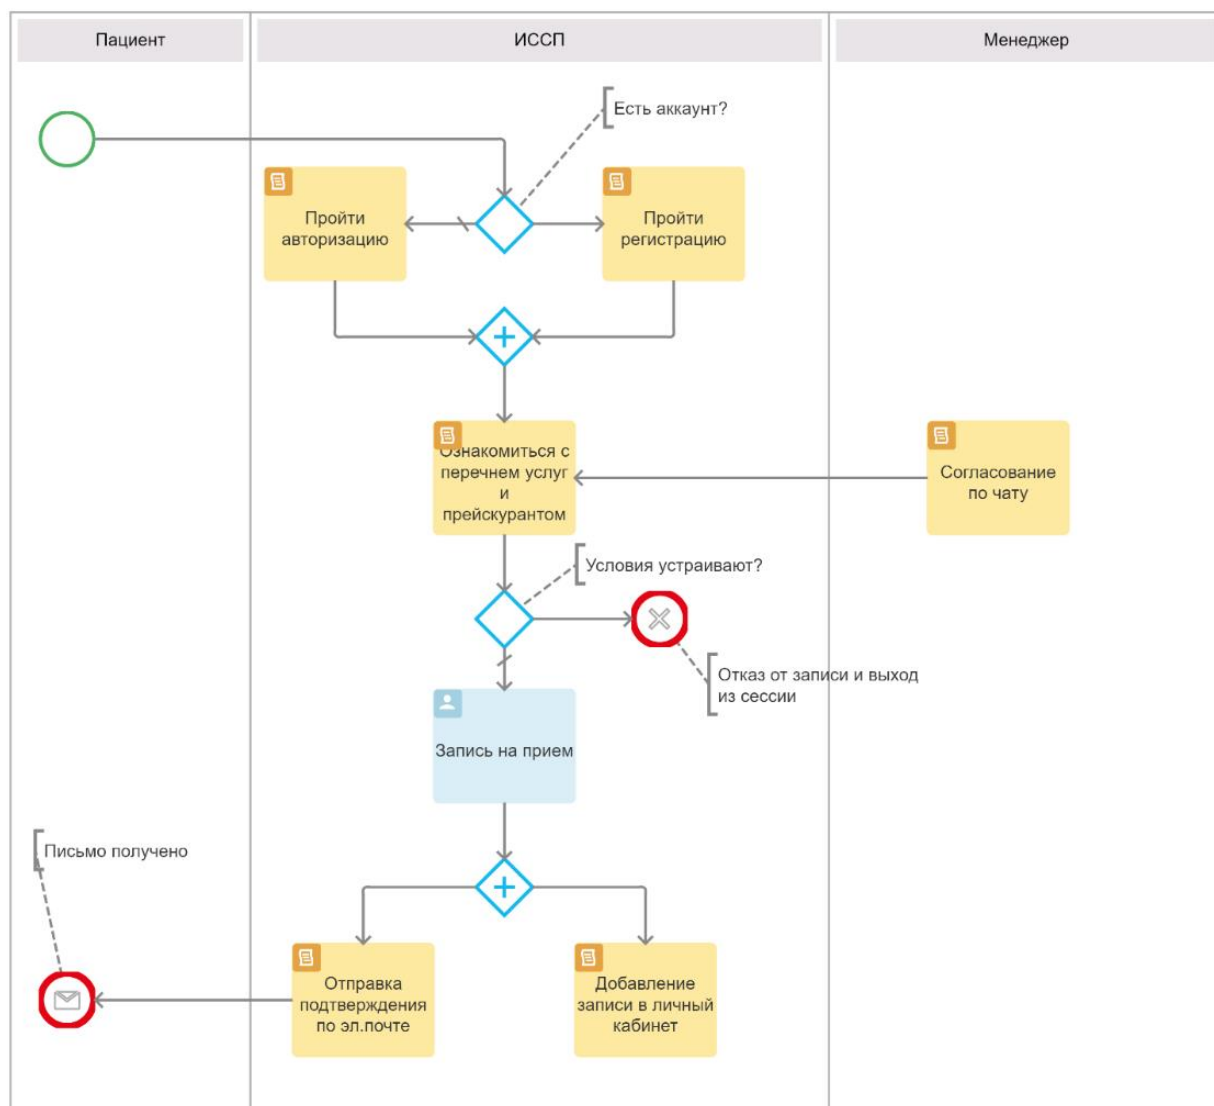 Пациент
ИССП
Менеджер
Есть аккаунт?
Пройти
авторизацию
Пройти
регистрацию
Ознакомиться с
перечнем услуг
и
прейскурантом
Согласование
по чату
Условия устраивают?
Отказ от записи и выход
из сессии
Запись на прием
Письмо получено
Отправка
подтверждения
по эл.почте
Добавление
записи в личный
кабинет